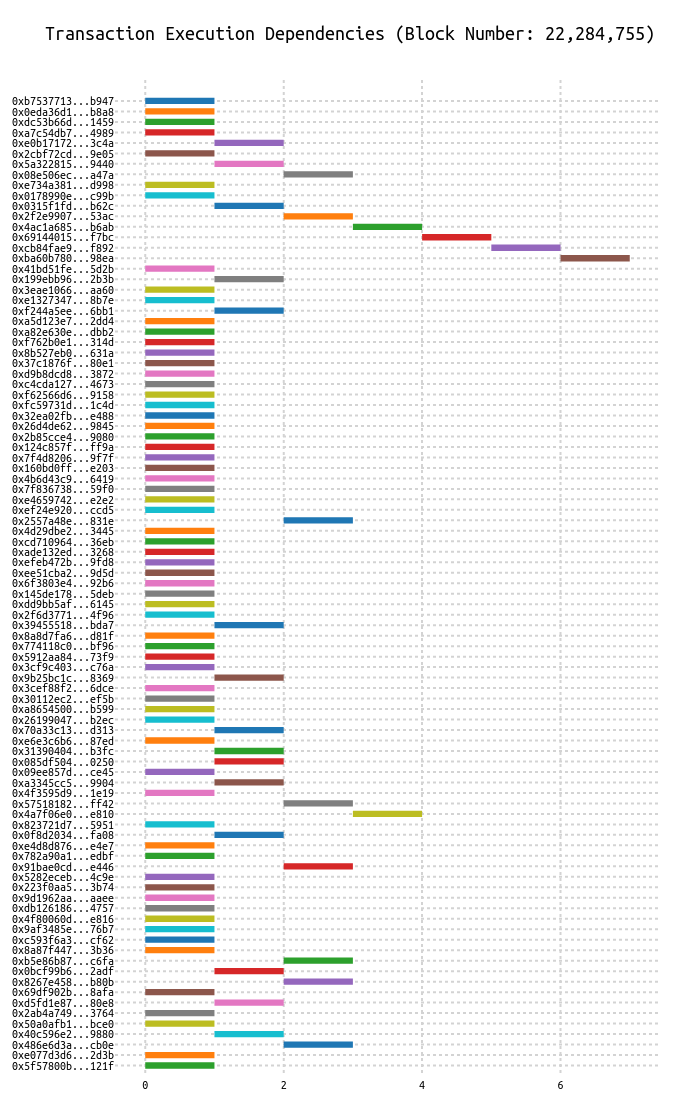 Transaction Execution Dependencies (Block Number: 22,284,755)
0xb7537713...b947
0x0eda36d1...b8a8
0xdc53b66d...1459
0xa7c54db7...4989
0xe0b17172...3c4a
0x2cbf72cd...9e05
0x5a322815...9440
0x08e506ec...a47a
0xe734a381...d998
0x0178990e...c99b
0x0315f1fd...b62c
0x2f2e9907...53ac
0x4ac1a685...b6ab
0x69144015...f7bc
0xcb84fae9...f892
0xba60b780...98ea
0x41bd51fe...5d2b
0x199ebb96...2b3b
0x3eae1066...aa60
0xe1327347...8b7e
0xf244a5ee...6bb1
0xa5d123e7...2dd4
0xa82e630e...dbb2
0xf762b0e1...314d
0x8b527eb0...631a
0x37c1876f...80e1
0xd9b8dcd8...3872
0xc4cda127...4673
0xf62566d6...9158
0xfc59731d...1c4d
0x32ea02fb...e488
0x26d4de62...9845
0x2b85cce4...9080
0x124c857f...ff9a
0x7f4d8206...9f7f
0x160bd0ff...e203
0x4b6d43c9...6419
0x7f836738...59f0
0xe4659742...e2e2
0xef24e920...ccd5
0x2557a48e...831e
0x4d29dbe2...3445
0xcd710964...36eb
0xade132ed...3268
0xefeb472b...9fd8
0xee51cba2...9d5d
0x6f3803e4...92b6
0x145de178...5deb
0xdd9bb5af...6145
0x2f6d3771...4f96
0x39455518...bda7
0x8a8d7fa6...d81f
0x774118c0...bf96
0x5912aa84...73f9
0x3cf9c403...c76a
0x9b25bc1c...8369
0x3cef88f2...6dce
0x30112ec2...ef5b
0xa8654500...b599
0x26199047...b2ec
0x70a33c13...d313
0xe6e3c6b6...87ed
0x31390404...b3fc
0x085df504...0250
0x09ee857d...ce45
0xa3345cc5...9904
0x4f3595d9...1e19
0x57518182...ff42
0x4a7f06e0...e810
0x823721d7...5951
0x0f8d2034...fa08
0xe4d8d876...e4e7
0x782a90a1...edbf
0x91bae0cd...e446
0x5282eceb...4c9e
0x223f0aa5...3b74
0x9d1962aa...aaee
0xdb126186...4757
0x4f80060d...e816
0x9af3485e...76b7
0xc593f6a3...cf62
0x8a87f447...3b36
0xb5e86b87...c6fa
0x0bcf99b6...2adf
0x8267e458...b80b
0x69df902b...8afa
0xd5fd1e87...80e8
0x2ab4a749...3764
0x50a0afb1...bce0
0x40c596e2...9880
0x486e6d3a...cb0e
0xe077d3d6...2d3b
0x5f57800b...121f
0 2 4 6